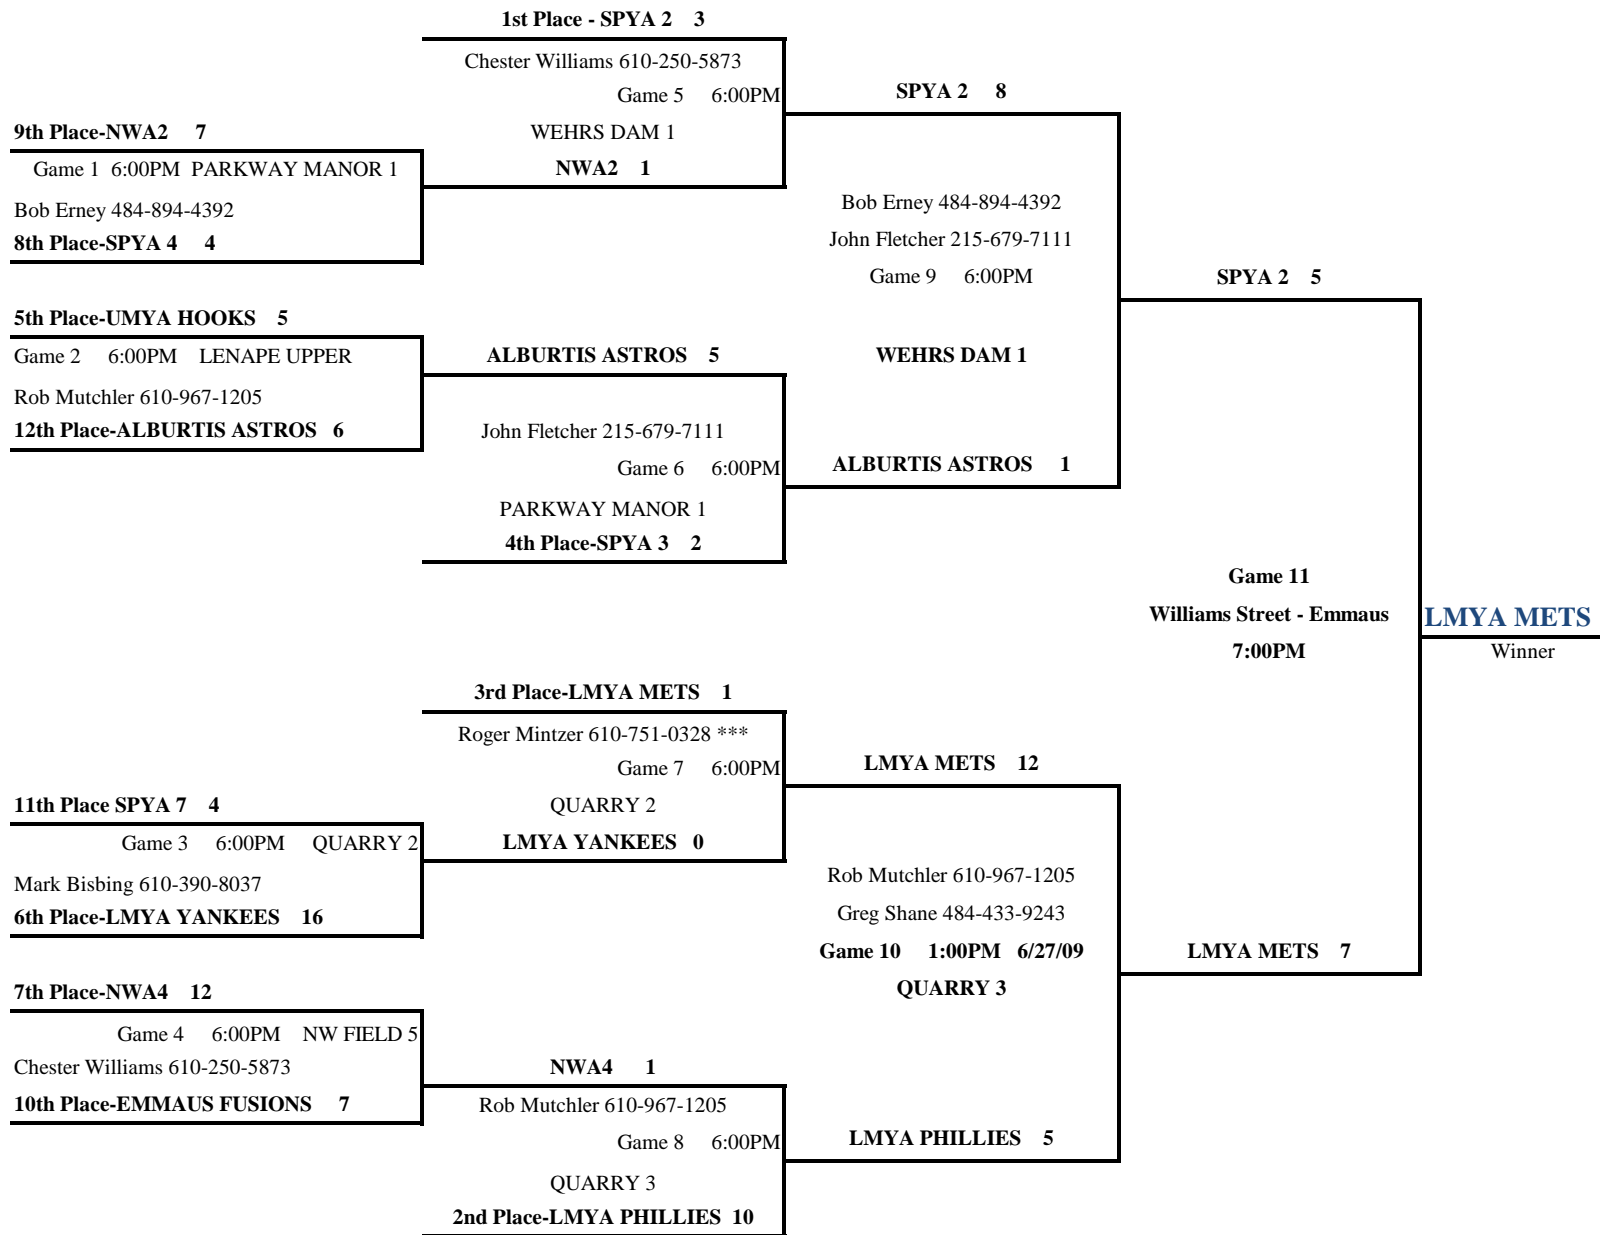 1st Place - SPYA 2 3
Chester Williams 610-250-5873
Game 5 6:00PM
WEHRS DAM 1
NWA2 1
9th Place-NWA2 7
Game 1 6:00PM PARKWAY MANOR 1
Bob Erney 484-894-4392
8th Place-SPYA 4 4
SPYA 2 8
Bob Erney 484-894-4392
John Fletcher 215-679-7111
Game 9 6:00PM
WEHRS DAM 1
SPYA 2 5
5th Place-UMYA HOOKS 5
Game 2 6:00PM LENAPE UPPER
Rob Mutchler 610-967-1205
12th Place-ALBURTIS ASTROS 6
ALBURTIS ASTROS 5
John Fletcher 215-679-7111
Game 6 6:00PM
PARKWAY MANOR 1
4th Place-SPYA 3 2
ALBURTIS ASTROS 1
Game 11
Williams Street - Emmaus
7:00PM
LMYA METS
Winner
3rd Place-LMYA METS 1
Roger Mintzer 610-751-0328 ***
Game 7 6:00PM
QUARRY 2
LMYA YANKEES 0
11th Place SPYA 7 4
Game 3 6:00PM QUARRY 2
Mark Bisbing 610-390-8037
6th Place-LMYA YANKEES 16
LMYA METS 12
Rob Mutchler 610-967-1205
Greg Shane 484-433-9243
Game 10 1:00PM 6/27/09
QUARRY 3
LMYA METS 7
7th Place-NWA4 12
Game 4 6:00PM NW FIELD 5
Chester Williams 610-250-5873
10th Place-EMMAUS FUSIONS 7
NWA4 1
Rob Mutchler 610-967-1205
Game 8 6:00PM
QUARRY 3
2nd Place-LMYA PHILLIES 10
LMYA PHILLIES 5